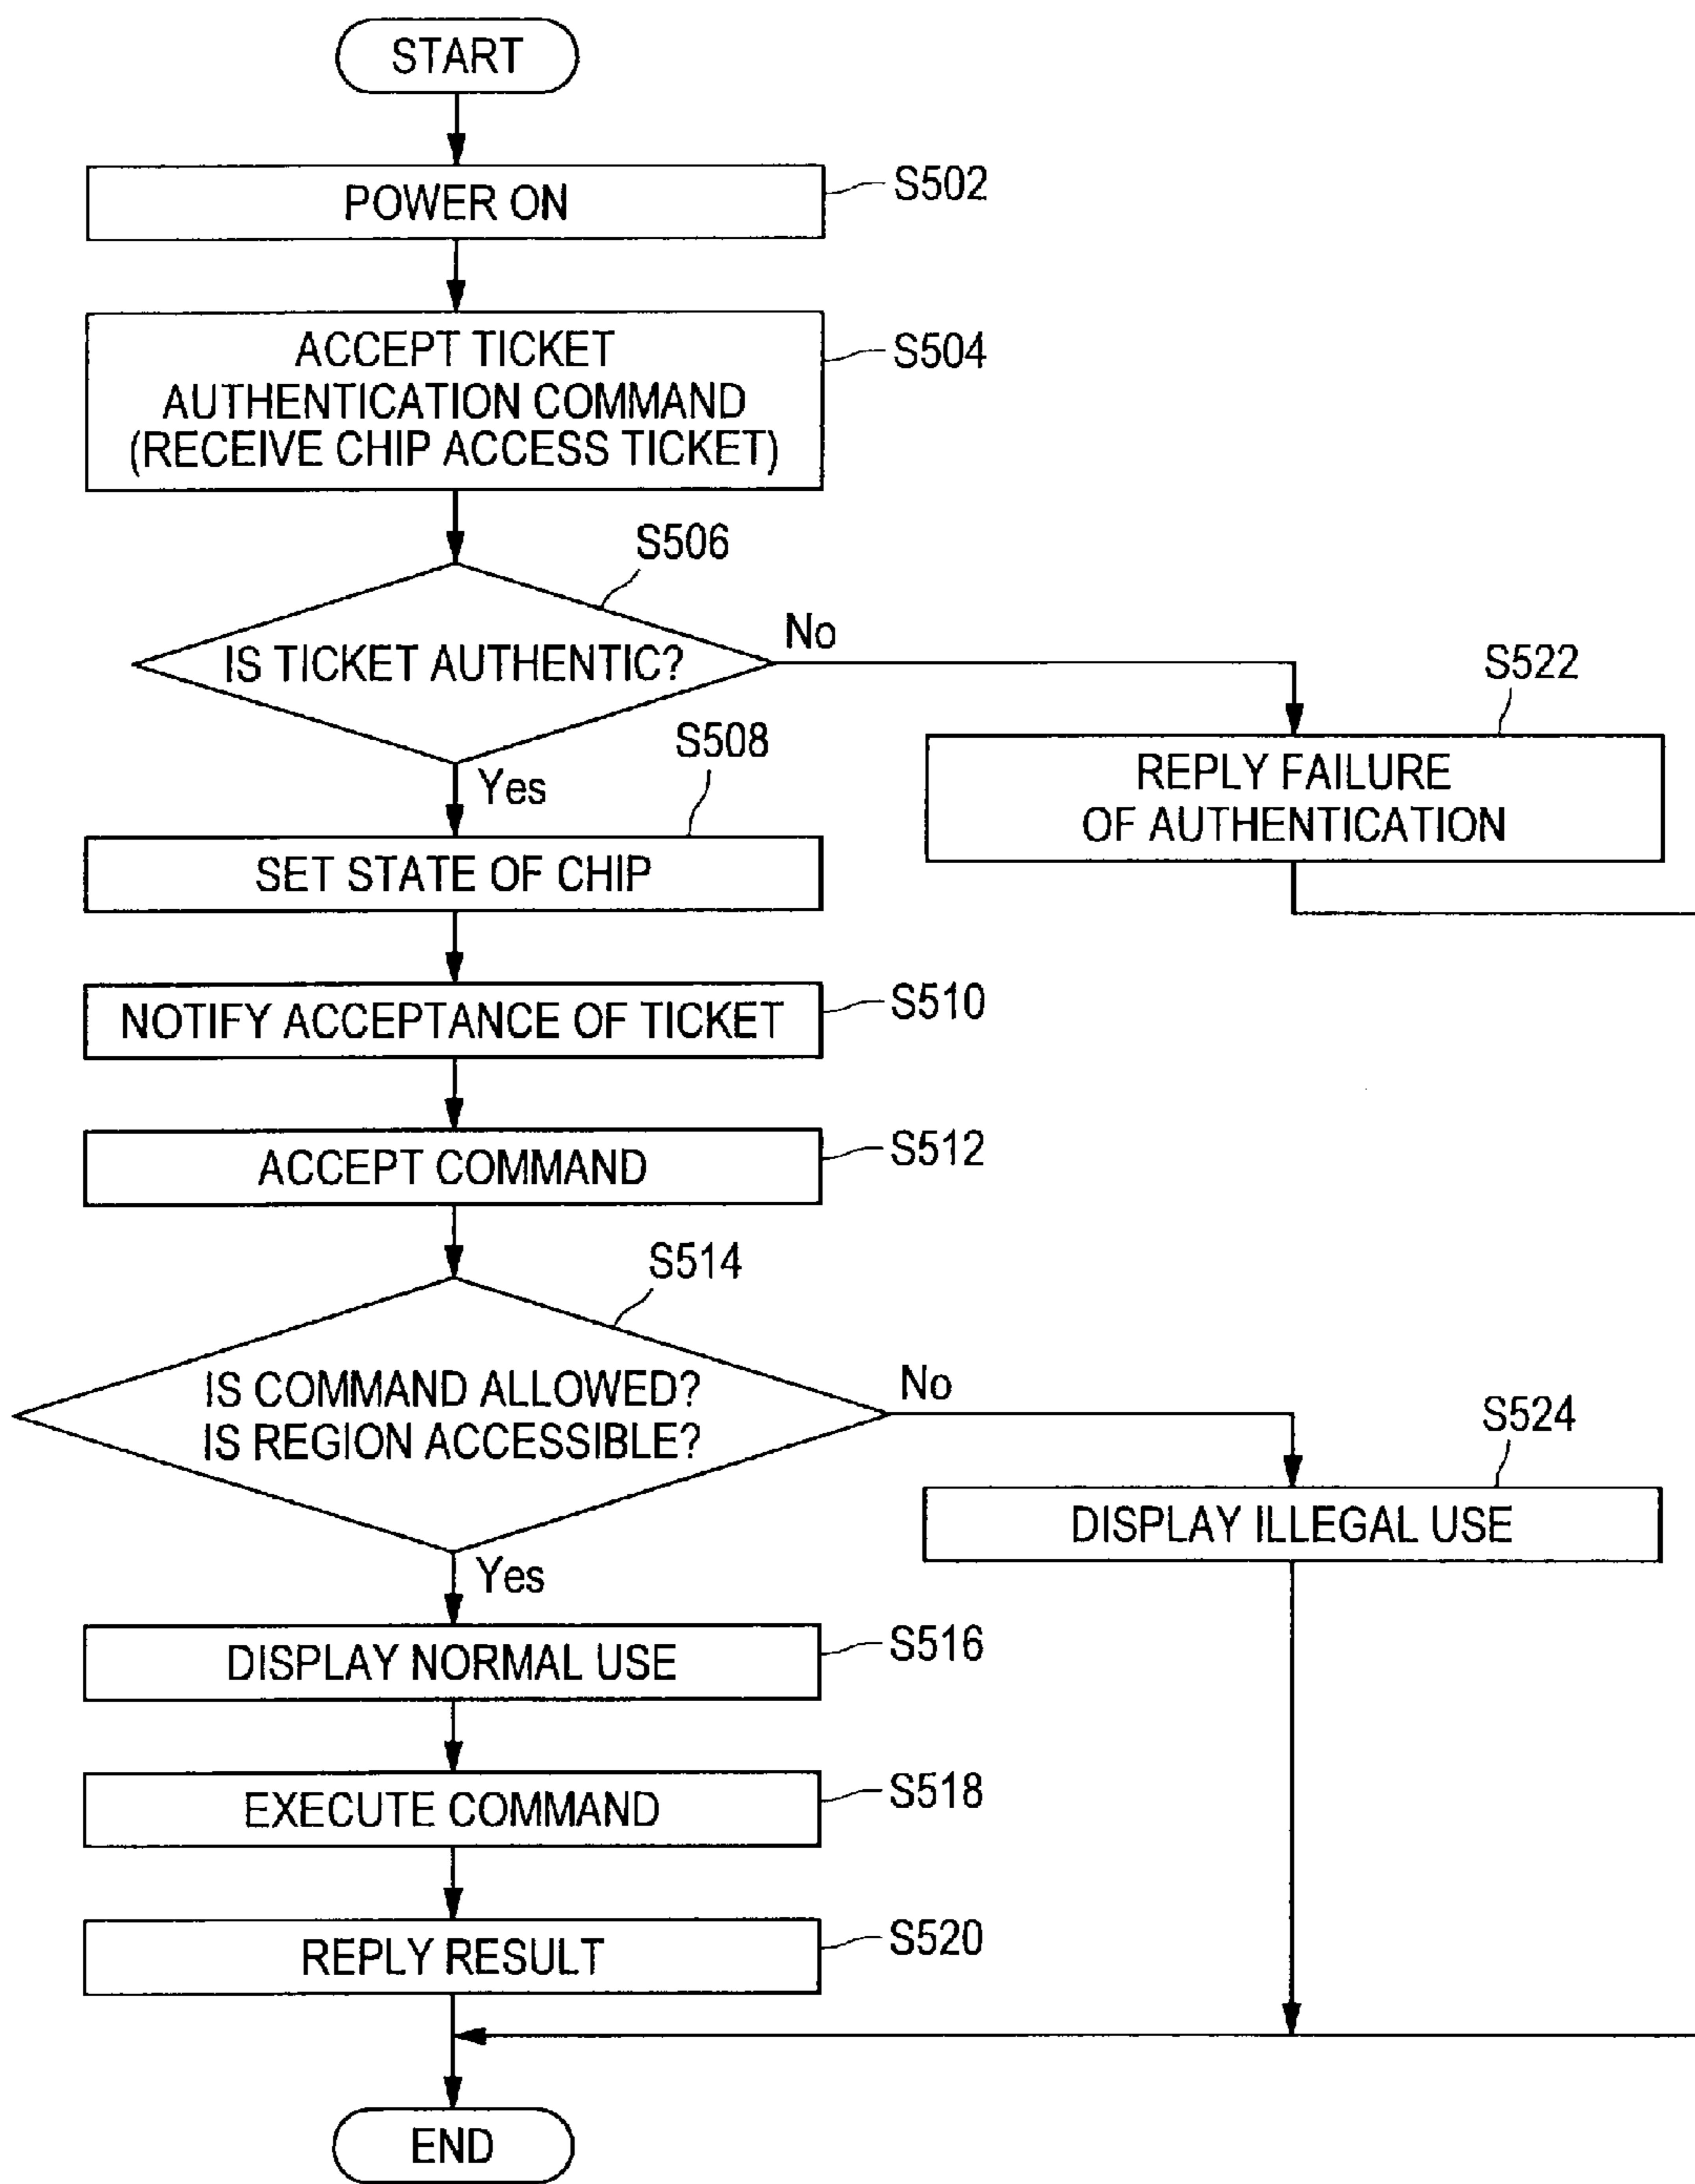 START
POWER ON
S502
ACCEPT TICKET
AUTHENTICATION COMMAND
(RECEIVE CHIP ACCESS TICKET)
S504
S506
IS TICKET AUTHENTIC?
No
Yes
S522
REPLY FAILURE
OF AUTHENTICATION
S508
SET STATE OF CHIP
NOTIFY ACCEPTANCE OF TICKET
S510
ACCEPT COMMAND
S512
S514
IS COMMAND ALLOWED?
IS REGION ACCESSIBLE?
No
Yes
S524
DISPLAY ILLEGAL USE
DISPLAY NORMAL USE
S516
EXECUTE COMMAND
S518
REPLY RESULT
S520
END